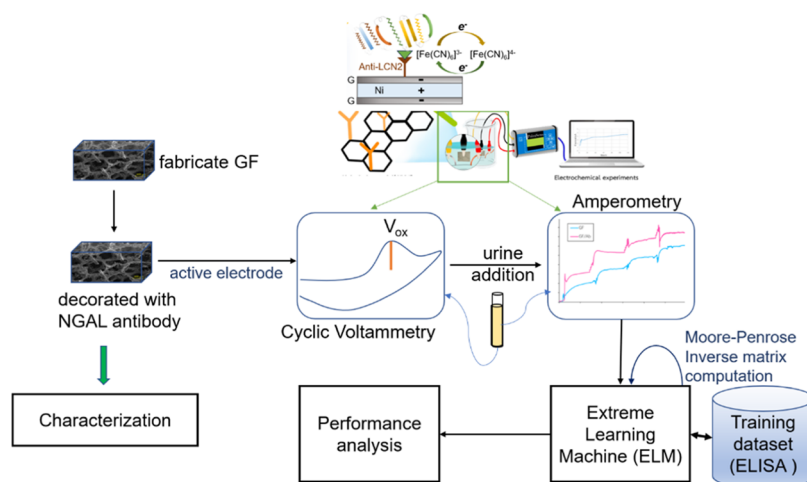 e-
[Fe(CN)6]3- [Fe(CN)6]4-
e-
Anti-LCN2
G -
Ni +
G -
Electrochemical experiments
fabricate GF
decorated with
NGAL antibody
active electrode
Vox
Cyclic Voltammetry
urine
addition
Amperometry
GF
Moore-Penrose
Inverse matrix
computation
Characterization
Performance
analysis
Extreme
Learning
Machine (ELM)
Training
dataset
(ELISA )